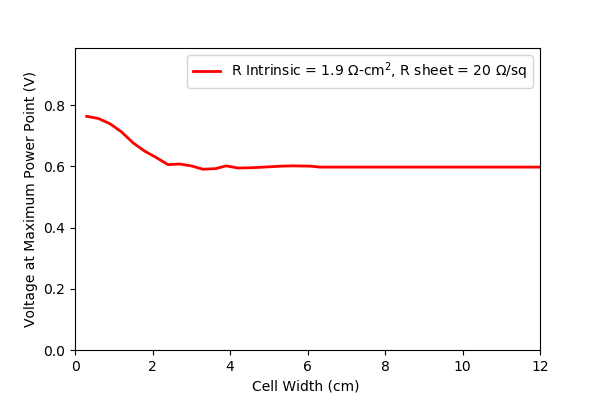 R Intrinsic = 1.9 Ω-cm², R sheet = 20 Ω/sq
Voltage at Maximum Power Point (V)
0.8
0.6
0.4
0.2
0.0
0 2 4 6 8 10 12
Cell Width (cm)